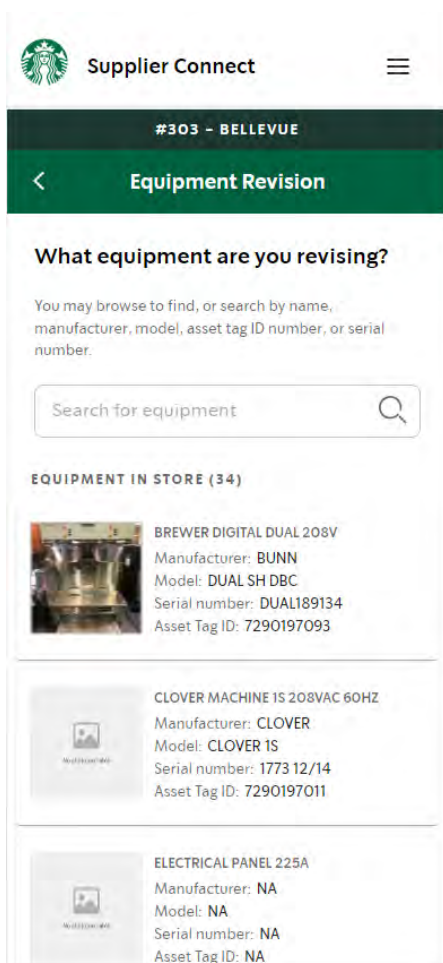 Supplier Connect
#303 – BELLEVUE
Equipment Revision
What equipment are you revising?
You may browse to find, or search by name,
manufacturer, model, asset tag ID number, or serial
number.
Search for equipment
EQUIPMENT IN STORE (34)
BREWER DIGITAL DUAL 208V
Manufacturer: BUNN
Model: DUAL SH DBC
Serial number: DUAL189134
Asset Tag ID: 7290197093
CLOVER MACHINE 1S 208VAC 60HZ
Manufacturer: CLOVER
Model: CLOVER 1S
Serial number: 1773 12/14
Asset Tag ID: 7290197011
ELECTRICAL PANEL 225A
Manufacturer: NA
Model: NA
Serial number: NA
Asset Tag ID: NA